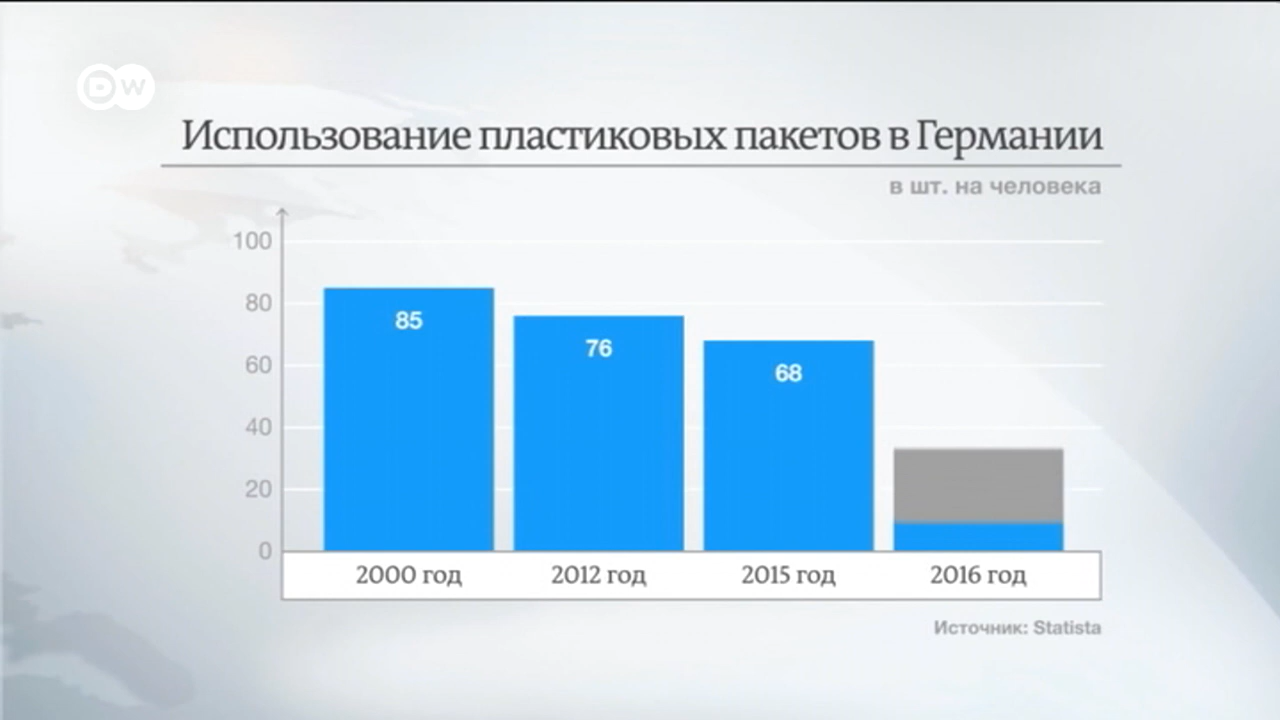 DW
Использование пластиковых пакетов в Германии
в шт. на человека
100
80
60
40
20
0
85
76
68
2000 год
2012 год
2015 год
2016 год
Источник: Statista